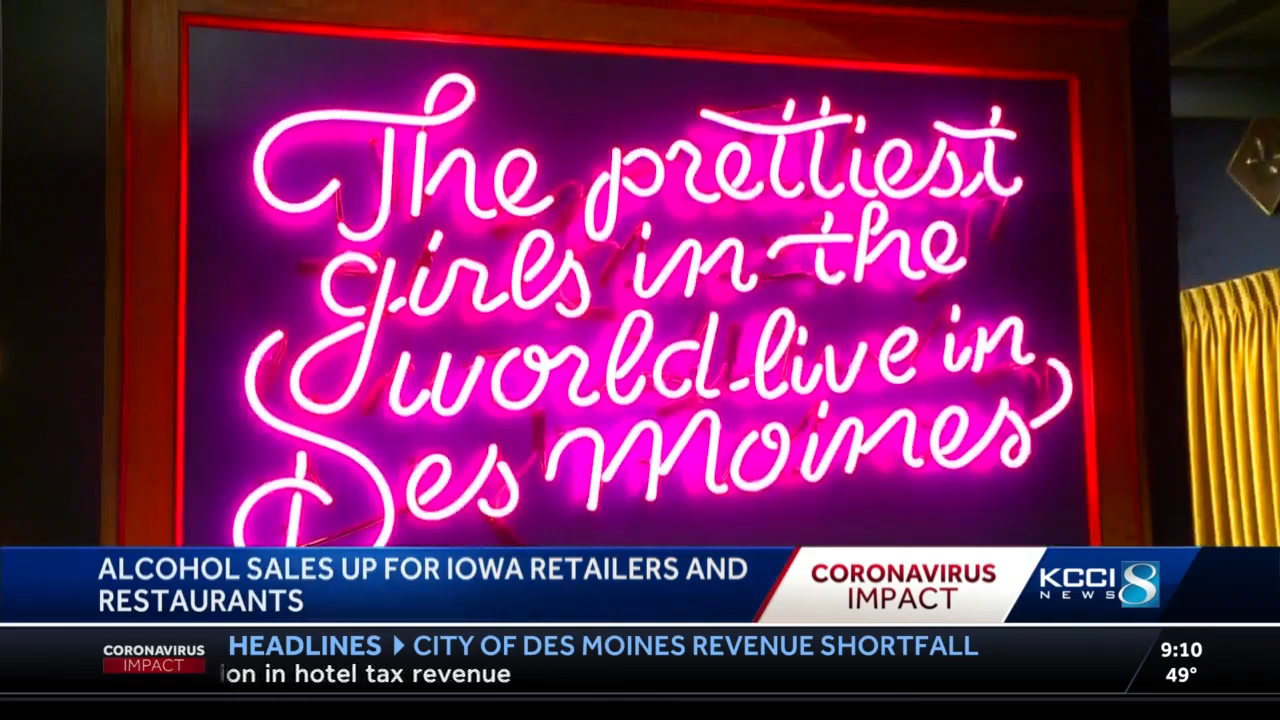 The prettiest
girls in the
world live in
Des Moines
ALCOHOL SALES UP FOR IOWA RETAILERS AND
RESTAURANTS
CORONAVIRUS
IMPACT
KCCI 8
NEWS
CORONAVIRUS
IMPACT
HEADLINES CITY OF DES MOINES REVENUE SHORTFALL
ion in hotel tax revenue
9:10
49°